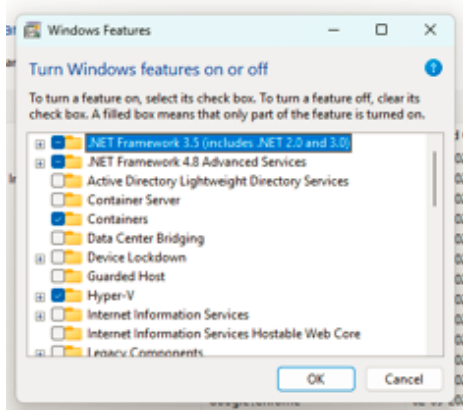 Windows Features
Turn Windows features on or off
To turn a feature on, select its check box. To turn a feature off, clear its
check box. A filled box means that only part of the feature is turned on.
.NET Framework 3.5 (includes .NET 2.0 and 3.0)
.NET Framework 4.8 Advanced Services
Active Directory Lightweight Directory Services
Container Server
Containers
Data Center Bridging
Device Lockdown
Guarded Host
Hyper-V
Internet Information Services
Internet Information Services Hostable Web Core
Legacy Components
OK Cancel